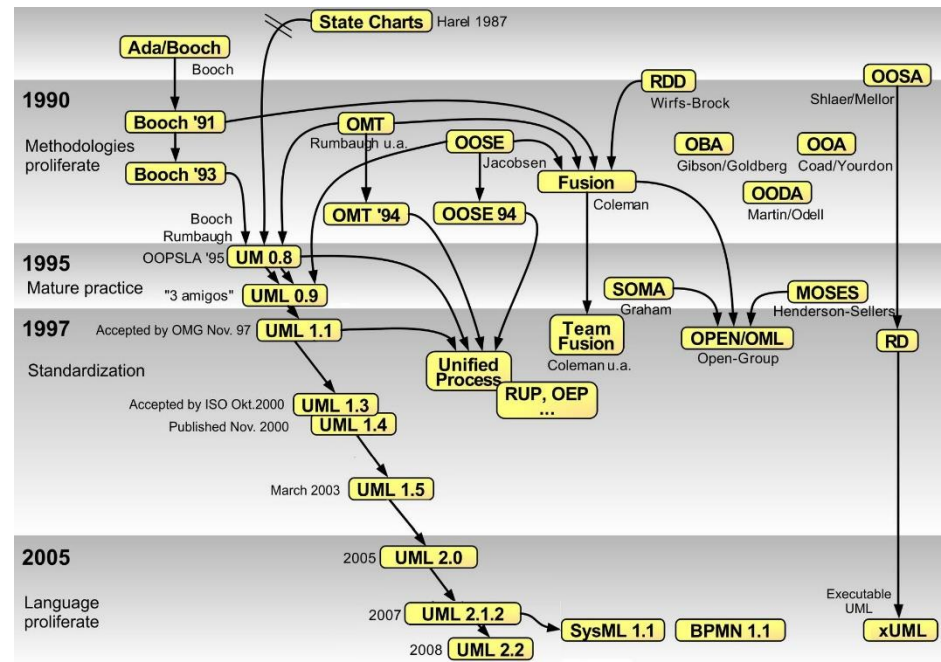 State Charts Harel 1987
Ada/Booch
Booch
OOSA
Shlaer/Mellor
RDD
Wirfs-Brock
1990
Methodologies
proliferate
Booch '91
OMT
Rumbaugh u.a.
OOSE
Jacobsen
OBA
Gibson/Goldberg
OOA
Coad/Yourdon
Booch '93
Fusion
Coleman
OODA
Martin/Odell
OMT '94
OOSE 94
Booch
Rumbaugh
OOPSLA '95 UM 0.8
1995
Mature practice
"3 amigos" UML 0.9
SOMA
Graham
MOSES
Henderson-Sellers
1997
Standardization
Accepted by OMG Nov. 97 UML 1.1
Team
Fusion
Coleman u.a.
OPEN/OML
Open-Group
RD
Unified
Process
RUP, OEP
...
Accepted by ISO Okt.2000 UML 1.3
Published Nov. 2000 UML 1.4
March 2003 UML 1.5
2005
Language
proliferate
2005 UML 2.0
2007 UML 2.1.2
2008 UML 2.2
SysML 1.1
BPMN 1.1
Executable
UML
xUML